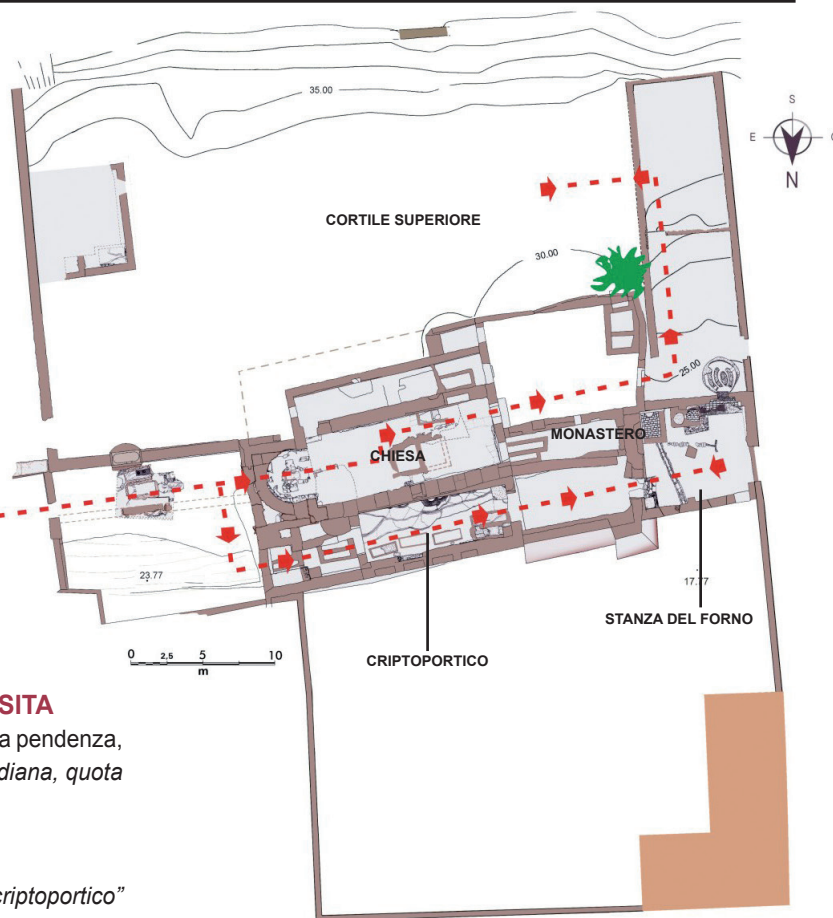 35.00
S
E
O
N
CORTILE SUPERIORE
30.00
25.00
MONASTERO
CHIESA
23.77
17.77
STANZA DEL FORNO
CRIPTOPORTICO
0 2,5 5 10
m
SITA
a pendenza,
diana, quota
criptoportico”